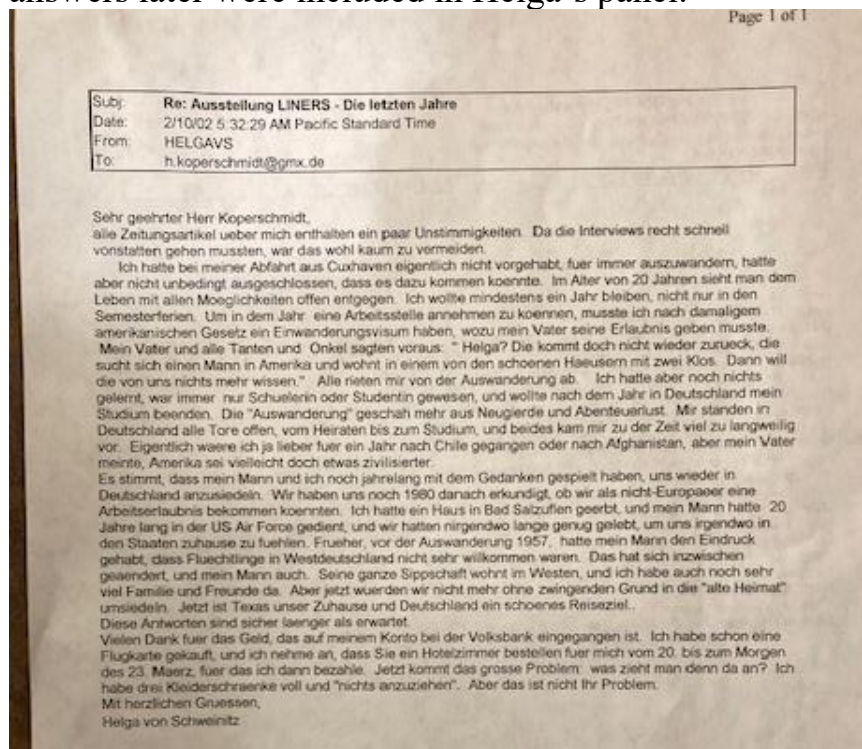 answers later were included in Helga's panel.
Page 1 of 1
Subj: Re: Ausstellung LINERS - Die letzten Jahre
Date: 2/10/02 5:32:29 AM Pacific Standard Time
From: HELGAVS
To: h.koperschmidt@gmx.de
Sehr geehrter Herr Koperschmidt,
alle Zeitungsartikel ueber mich enthalten ein paar Unstimmigkeiten. Da die Interviews recht schnell
vonstatten gehen mussten, war das wohl kaum zu vermeiden.
Ich hatte bei meiner Abfahrt aus Cuxhaven eigentlich nicht vorgehabt, fuer immer auszuwandern, hatte
aber nicht unbedingt ausgeschlossen, dass es dazu kommen koennte. Im Alter von 20 Jahren sieht man dem
Leben mit allen Moeglichkeiten offen entgegen. Ich wollte mindestens ein Jahr bleiben, nicht nur in den
Semesterferien. Um in dem Jahr eine Arbeitsstelle annehmen zu koennen, musste ich nach damaligem
amerikanischen Gesetz ein Einwanderungsvisum haben, wozu mein Vater seine Erlaubnis geben musste.
Mein Vater und alle Tanten und Onkel sagten voraus: " Helga? Die kommt doch nicht wieder zurueck, die
sucht sich einen Mann in Amerika und wohnt in einem von den schoenen Haeusern mit zwei Klos. Dann will
die von uns nichts mehr wissen." Alle rieten mir von der Auswanderung ab. Ich hatte aber noch nichts
gelernt, war immer nur Schuelerin oder Studentin gewesen, und wollte nach dem Jahr in Deutschland mein
Studium beenden. Die "Auswanderung" geschah mehr aus Neugierde und Abenteuerlust. Mir standen in
Deutschland alle Tore offen, vom Heiraten bis zum Studium, und beides kam mir zu der Zeit viel zu langweilig
vor. Eigentlich waere ich ja lieber fuer ein Jahr nach Chile gegangen oder nach Afghanistan, aber mein Vater
meinte, Amerika sei vielleicht doch etwas zivilisierter.
Es stimmt, dass mein Mann und ich noch jahrelang mit dem Gedanken gespielt haben, uns wieder in
Deutschland anzusiedeln. Wir haben uns noch 1980 danach erkundigt, ob wir als nicht-Europaeer eine
Arbeitserlaubnis bekommen koennten. Ich hatte ein Haus in Bad Salzuflen geerbt, und mein Mann hatte 20
Jahre lang in der US Air Force gedient, und wir hatten nirgendwo lange genug gelebt, um uns irgendwo in
den Staaten zuhause zu fuehlen. Frueher, vor der Auswanderung 1957, hatte mein Mann den Eindruck
gehabt, dass Fluechtlinge in Westdeutschland nicht sehr willkommen waren. Das hat sich inzwischen
geaendert, und mein Mann auch. Seine ganze Sippschaft wohnt im Westen, und ich habe auch noch sehr
viel Familie und Freunde da. Aber jetzt wuerden wir nicht mehr ohne zwingenden Grund in die "alte Heimat"
umsiedeln. Jetzt ist Texas unser Zuhause und Deutschland ein schoenes Reiseziel..
Diese Antworten sind sicher laenger als erwartet.
Vielen Dank fuer das Geld, das auf meinem Konto bei der Volksbank eingegangen ist. Ich habe schon eine
Flugkarte gekauft, und ich nehme an, dass Sie ein Hotelzimmer bestellen fuer mich vom 20. bis zum Morgen
des 23. Maerz, fuer das ich dann bezahle. Jetzt kommt das grosse Problem: was zieht man denn da an? Ich
habe drei Kleiderschraenke voll und "nichts anzuziehen". Aber das ist nicht Ihr Problem.
Mit herzlichen Gruessen,
Helga von Schweinitz